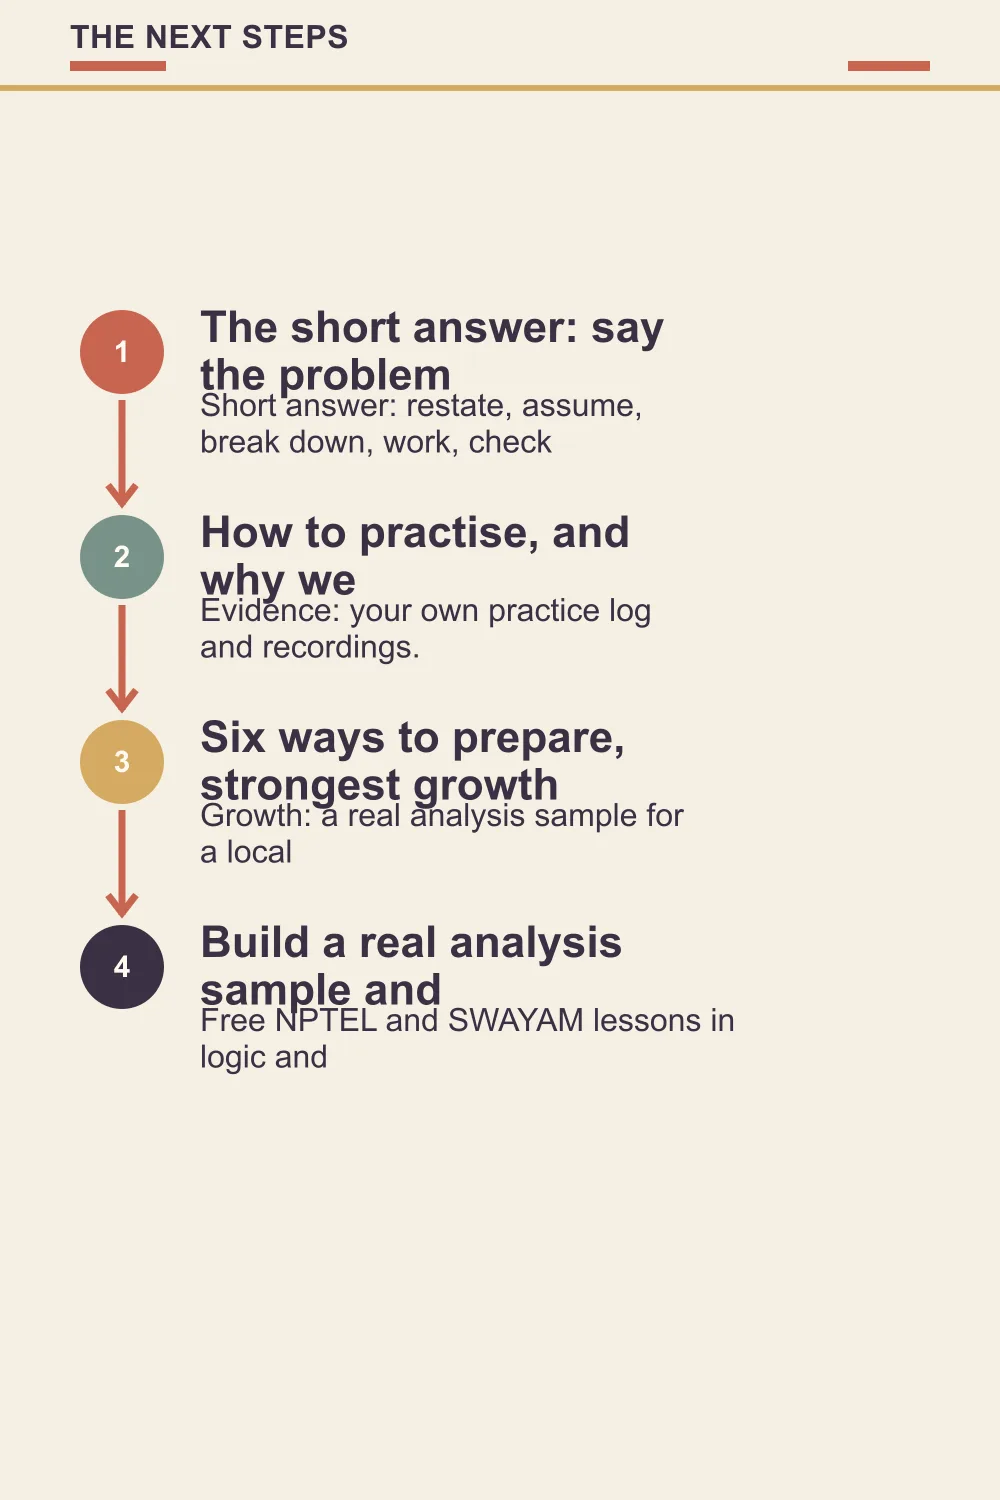 THE NEXT STEPS
1
The short answer: say
the problem
Short answer: restate, assume,
break down, work, check
2
How to practise, and
why we
Evidence: your own practice log
and recordings.
3
Six ways to prepare,
strongest growth
Growth: a real analysis sample for
a local
4
Build a real analysis
sample and
Free NPTEL and SWAYAM lessons in
logic and